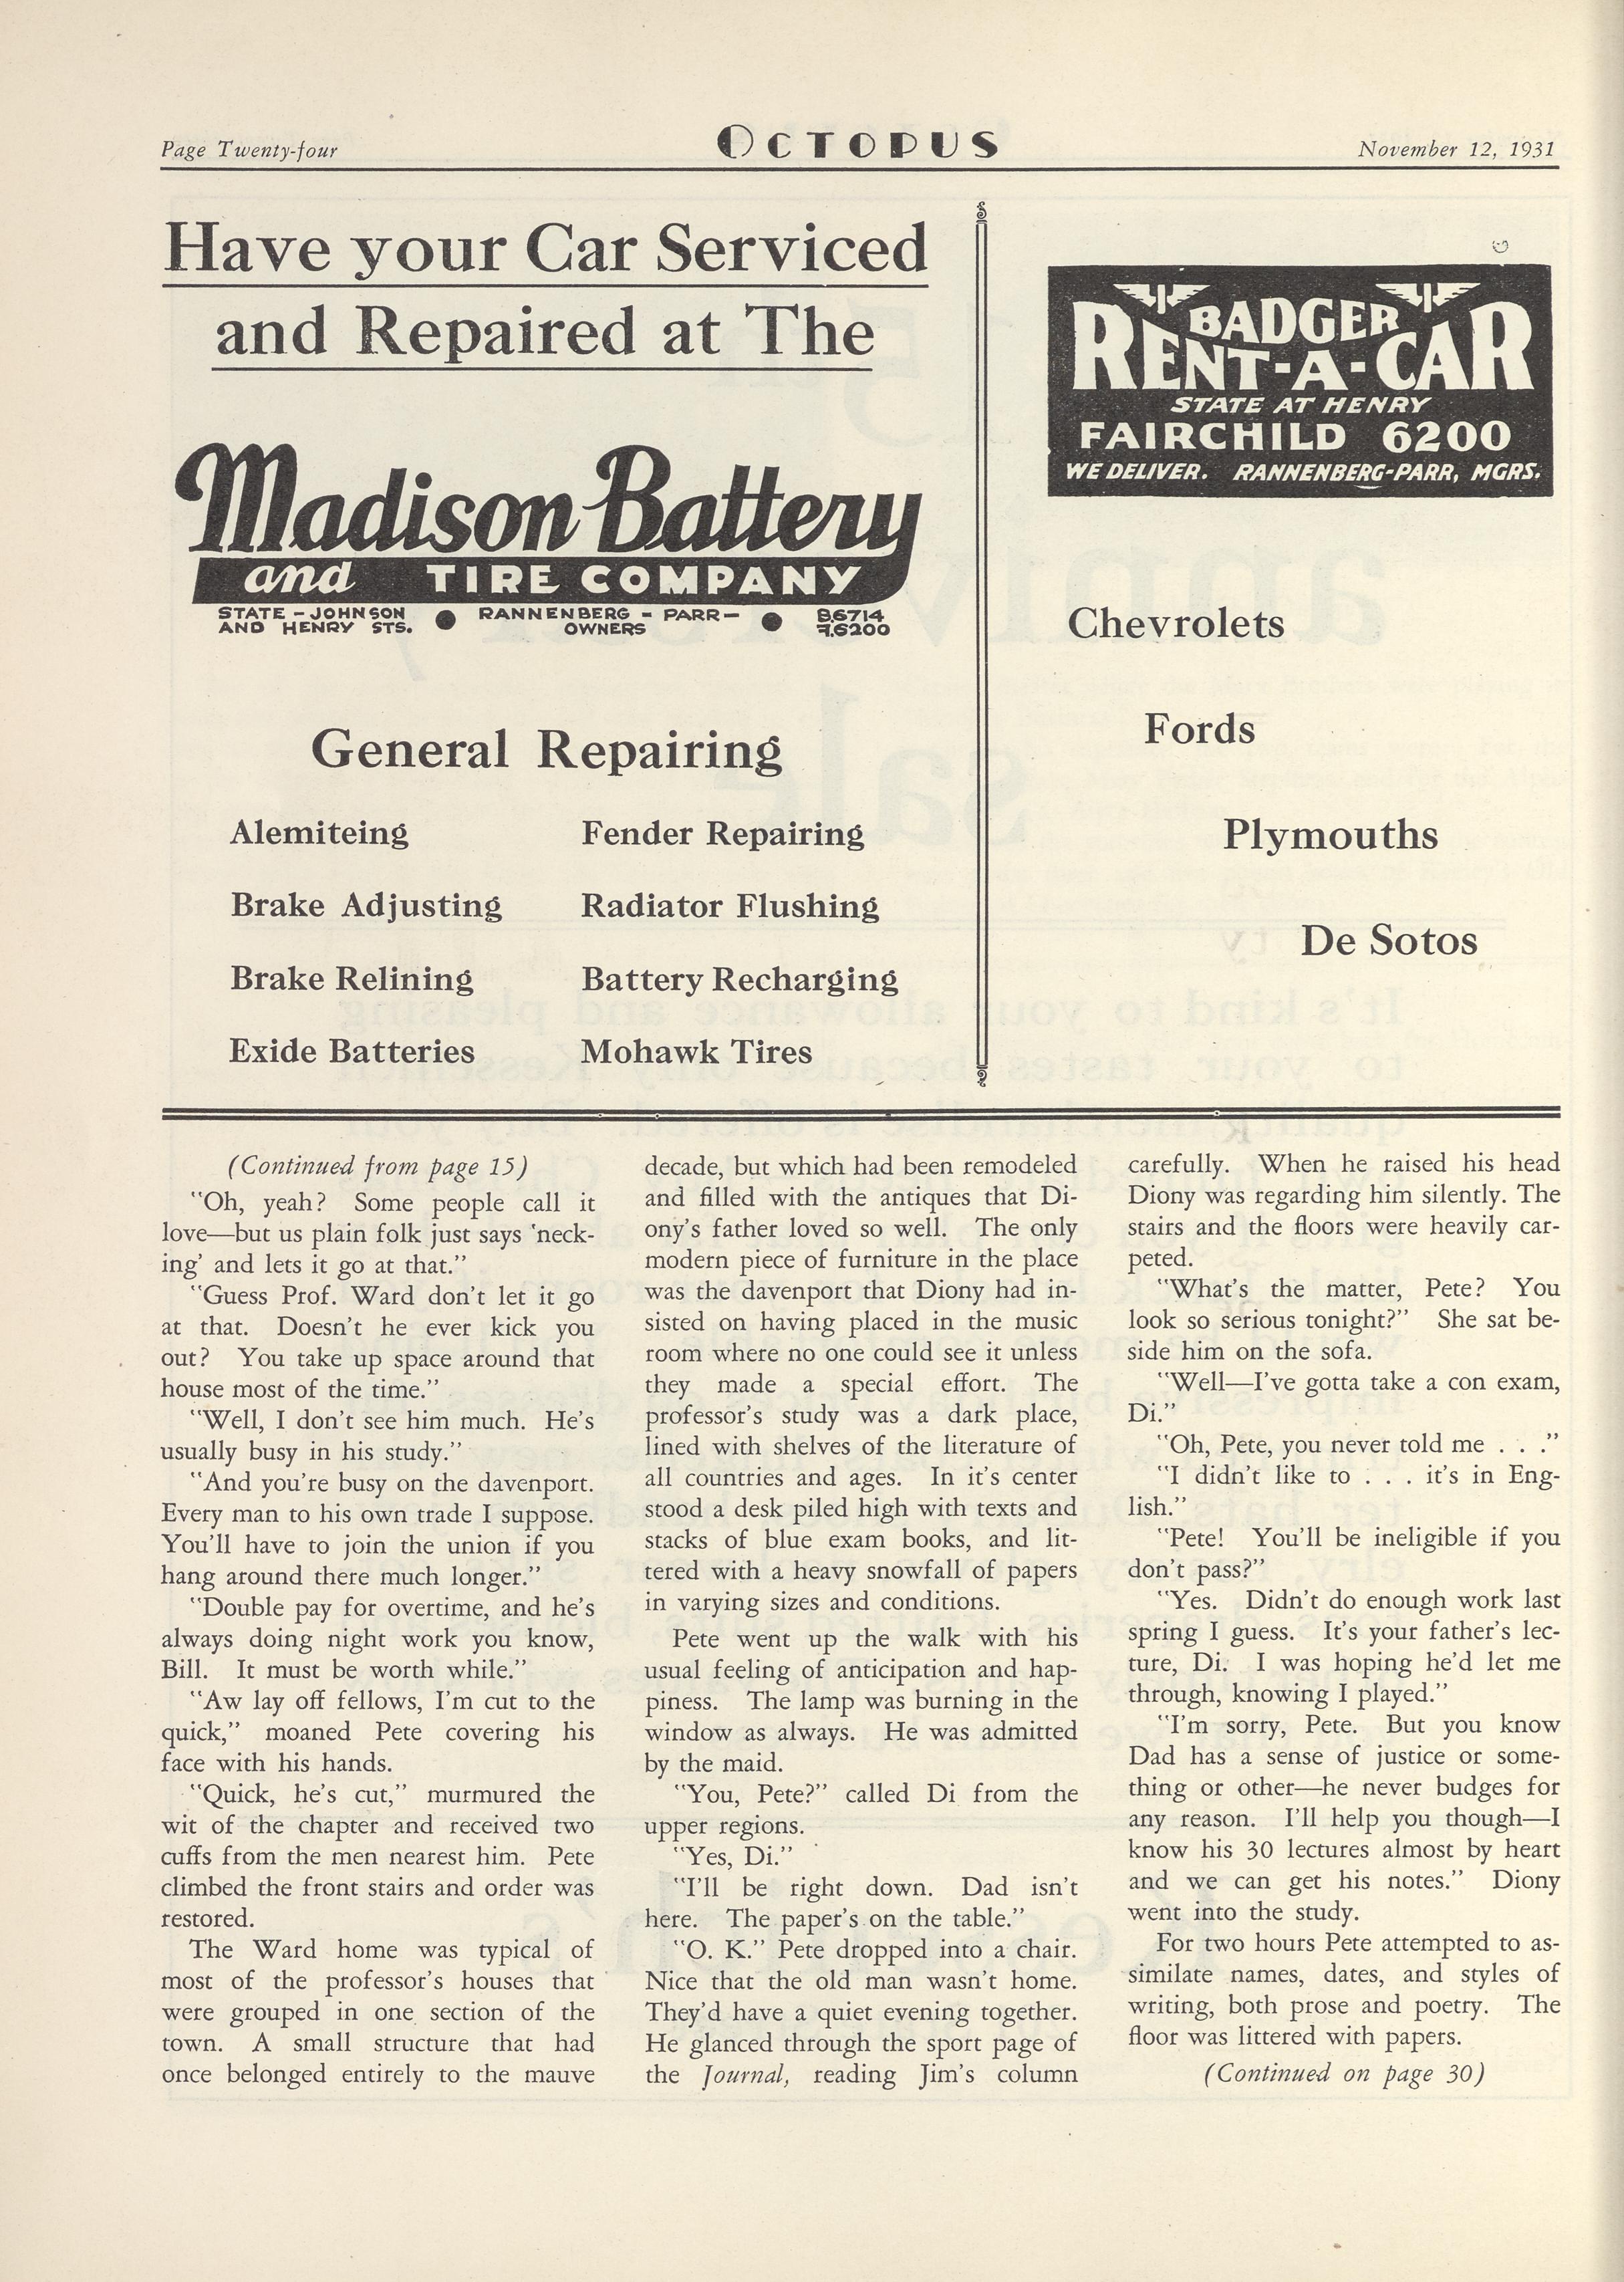 Page Twenty-four
OCTOPUS
November 12, 1931
Have your Car Serviced
and Repaired at The
Madison Battery
and TIRE COMPANY
STATE – JOHNSON
AND HENRY STS.
RANNENBERG – PARR –
OWNERS
B.6714
F.6200
General Repairing
Alemiteing
Fender Repairing
Brake Adjusting
Radiator Flushing
Brake Relining
Battery Recharging
Exide Batteries
Mohawk Tires
BADGER
RENT-A-CAR
STATE AT HENRY
FAIRCHILD 6200
WE DELIVER. RANNENBERG-PARR, MGRS.
Chevrolets
Fords
Plymouths
De Sotos
(Continued from page 15)
"Oh, yeah? Some people call it
love—but us plain folk just says 'neck-
ing' and lets it go at that."
"Guess Prof. Ward don't let it go
at that. Doesn't he ever kick you
out? You take up space around that
house most of the time."
"Well, I don't see him much. He's
usually busy in his study."
"And you're busy on the davenport.
Every man to his own trade I suppose.
You'll have to join the union if you
hang around there much longer."
"Double pay for overtime, and he's
always doing night work you know,
Bill. It must be worth while."
"Aw lay off fellows, I'm cut to the
quick," moaned Pete covering his
face with his hands.
"Quick, he's cut," murmured the
wit of the chapter and received two
cuffs from the men nearest him. Pete
climbed the front stairs and order was
restored.
The Ward home was typical of
most of the professor's houses that
were grouped in one section of the
town. A small structure that had
once belonged entirely to the mauve
decade, but which had been remodeled
and filled with the antiques that Di-
ony's father loved so well. The only
modern piece of furniture in the place
was the davenport that Diony had in-
sisted on having placed in the music
room where no one could see it unless
they made a special effort. The
professor's study was a dark place,
lined with shelves of the literature of
all countries and ages. In it's center
stood a desk piled high with texts and
stacks of blue exam books, and lit-
tered with a heavy snowfall of papers
in varying sizes and conditions.
Pete went up the walk with his
usual feeling of anticipation and hap-
piness. The lamp was burning in the
window as always. He was admitted
by the maid.
"You, Pete?" called Di from the
upper regions.
"Yes, Di."
"I'll be right down. Dad isn't
here. The paper's on the table."
"O. K." Pete dropped into a chair.
Nice that the old man wasn't home.
They'd have a quiet evening together.
He glanced through the sport page of
the Journal, reading Jim's column
carefully. When he raised his head
Diony was regarding him silently. The
stairs and the floors were heavily car-
peted.
"What's the matter, Pete? You
look so serious tonight?" She sat be-
side him on the sofa.
"Well—I've gotta take a con exam,
Di."
"Oh, Pete, you never told me . . ."
"I didn't like to . . . it's in Eng-
lish."
"Pete! You'll be ineligible if you
don't pass?"
"Yes. Didn't do enough work last
spring I guess. It's your father's lec-
ture, Di. I was hoping he'd let me
through, knowing I played."
"I'm sorry, Pete. But you know
Dad has a sense of justice or some-
thing or other—he never budges for
any reason. I'll help you though—I
know his 30 lectures almost by heart
and we can get his notes." Diony
went into the study.
For two hours Pete attempted to as-
similate names, dates, and styles of
writing, both prose and poetry. The
floor was littered with papers.
(Continued on page 30)